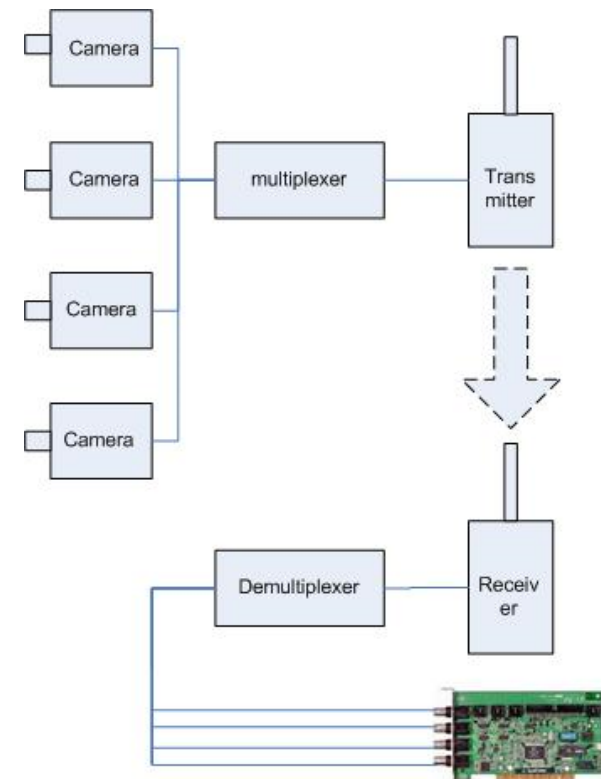 Camera
Camera
multiplexer
Trans
mitter
Camera
Camera
Demultiplexer
Receiv
er